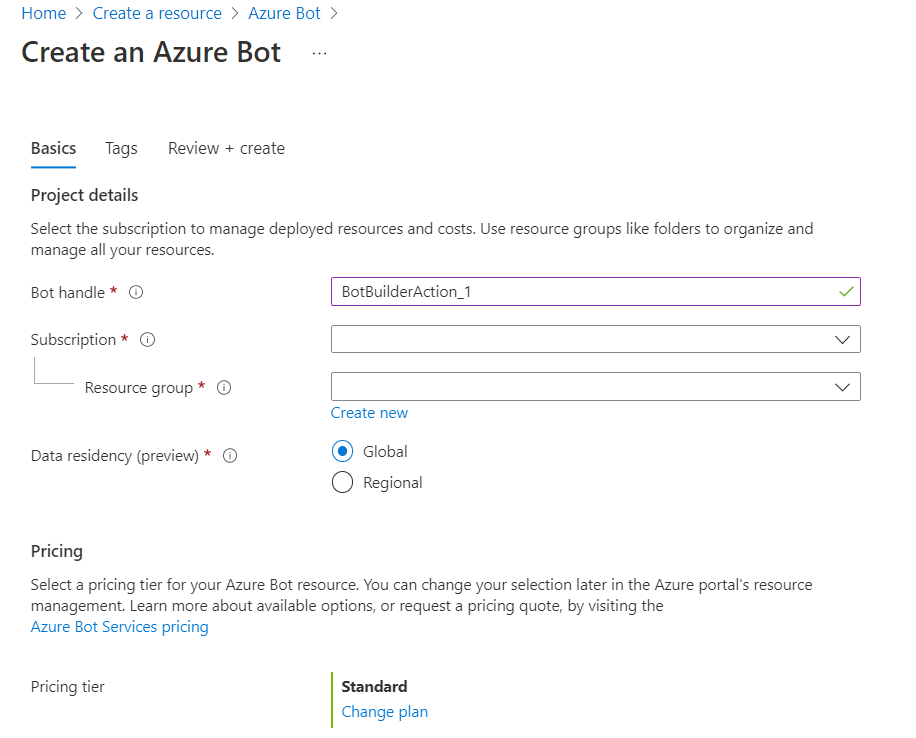 Home > Create a resource > Azure Bot >
Create an Azure Bot ...
Basics Tags Review + create
Project details
Select the subscription to manage deployed resources and costs. Use resource groups like folders to organize and
manage all your resources.
Bot handle * BotBuilderAction_1
Subscription *
Resource group *
Create new
Data residency (preview) * Global
Regional
Pricing
Select a pricing tier for your Azure Bot resource. You can change your selection later in the Azure portal's resource
management. Learn more about available options, or request a pricing quote, by visiting the
Azure Bot Services pricing
Pricing tier Standard
Change plan